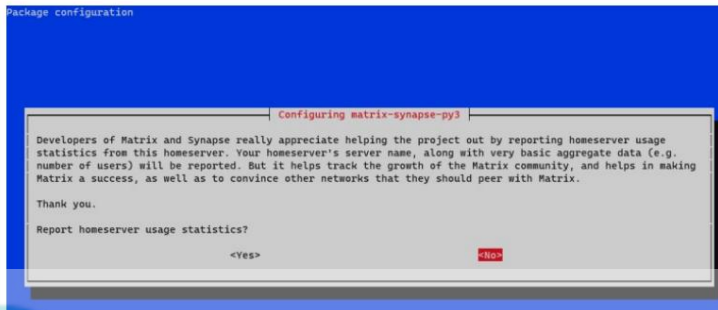 Package configuration
Configuring matrix-synapse-py3
Developers of Matrix and Synapse really appreciate helping the project out by reporting homeserver usage
statistics from this homeserver. Your homeserver's server name, along with very basic aggregate data (e.g.
number of users) will be reported. But it helps track the growth of the Matrix community, and helps in making
Matrix a success, as well as to convince other networks that they should peer with Matrix.
Thank you.
Report homeserver usage statistics?
<Yes> <No>